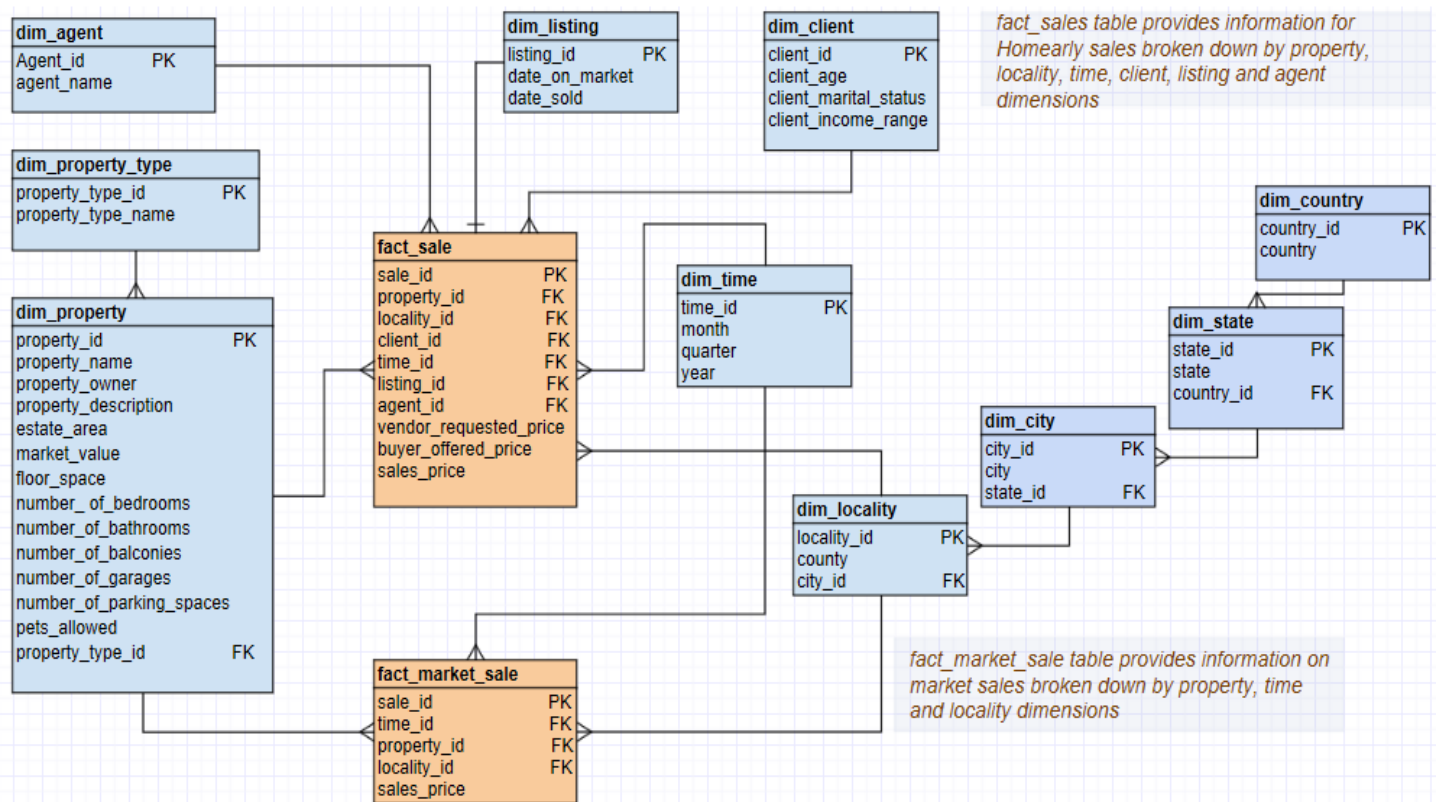 dim_agent
Agent_id PK
agent_name
dim_listing
listing_id PK
date_on_market
date_sold
dim_client
client_id PK
client_age
client_marital_status
client_income_range
fact_sales table provides information for
Homearly sales broken down by property,
locality, time, client, listing and agent
dimensions
dim_property_type
property_type_id PK
property_type_name
dim_country
country_id PK
country
fact_sale
sale_id PK
property_id FK
locality_id FK
client_id FK
time_id FK
listing_id FK
agent_id FK
vendor_requested_price
buyer_offered_price
sales_price
dim_time
time_id PK
month
quarter
year
dim_property
property_id PK
property_name
property_owner
property_description
estate_area
market_value
floor_space
number_ of_bedrooms
number_of_bathrooms
number_of_balconies
number_of_garages
number_of_parking_spaces
pets_allowed
property_type_id FK
dim_state
state_id PK
state
country_id FK
dim_city
city_id PK
city
state_id FK
dim_locality
locality_id PK
county
city_id FK
fact_market_sale
sale_id PK
time_id FK
property_id FK
locality_id FK
sales_price
fact_market_sale table provides information on
market sales broken down by property, time
and locality dimensions